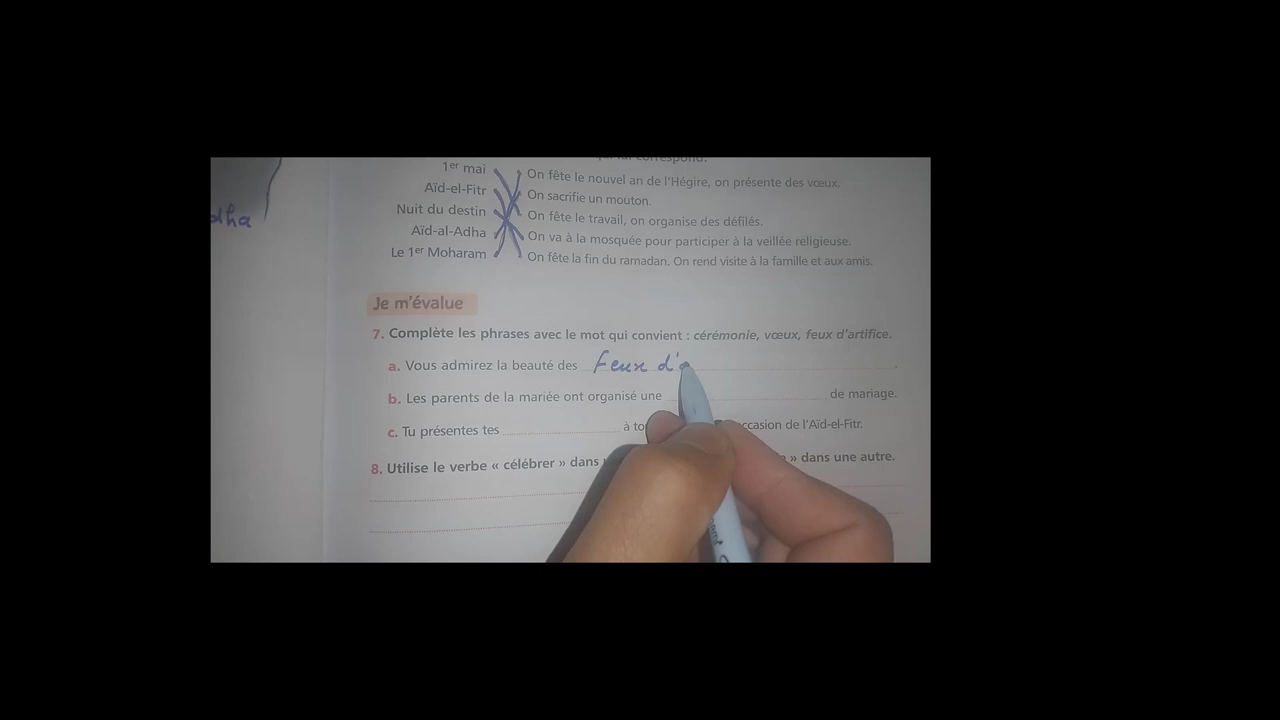 correspond.
1er mai
On fête le nouvel an de l'Hégire, on présente des vœux.
Aïd-el-Fitr
On sacrifie un mouton.
Nuit du destin
On fête le travail, on organise des défilés.
Aïd-al-Adha
On va à la mosquée pour participer à la veillée religieuse.
Le 1er Moharam
On fête la fin du ramadan. On rend visite à la famille et aux amis.
dha
Je m'évalue
7. Complète les phrases avec le mot qui convient : cérémonie, vœux, feux d'artifice.
a. Vous admirez la beauté des Feux d'a .
b. Les parents de la mariée ont organisé une de mariage.
c. Tu présentes tes à occasion de l'Aïd-el-Fitr.
8. Utilise le verbe « célébrer » dans » dans une autre.